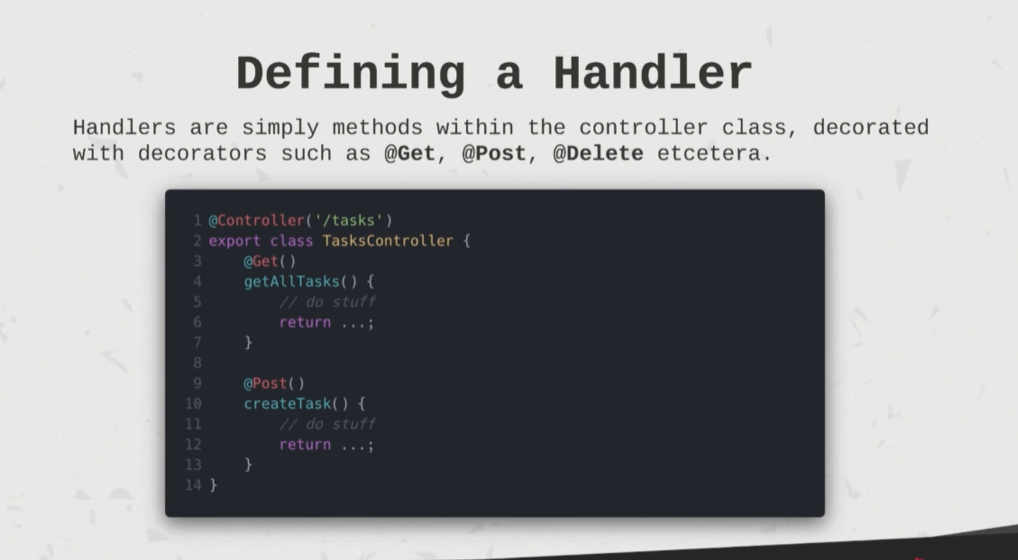 Defining a Handler
Handlers are simply methods within the controller class, decorated
with decorators such as @Get, @Post, @Delete etcetera.
1 @Controller('/tasks')
2 export class TasksController {
3     @Get()
4     getAllTasks() {
5         // do stuff
6         return ...;
7     }
8
9     @Post()
10     createTask() {
11         // do stuff
12         return ...;
13     }
14 }